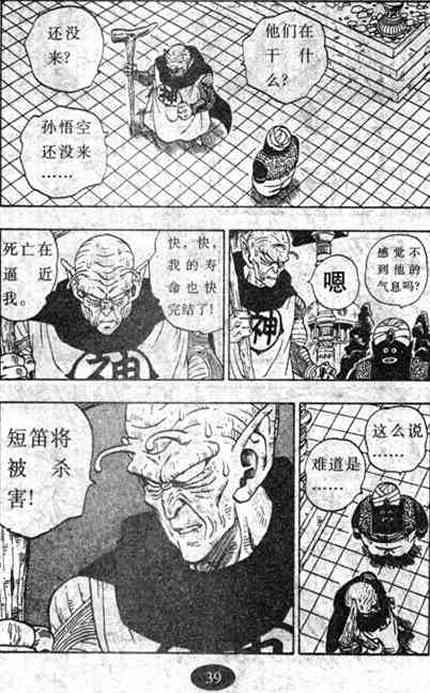 他们在
干什
么?
还没
来?
孙悟空
还没来
……
感觉不
到他的
气息吗?
嗯
神
快,快,
我的寿
命也快
完结了!
死亡在
逼近
我。
神
这么说
……
难道是
……
短笛将
被杀
害!
39